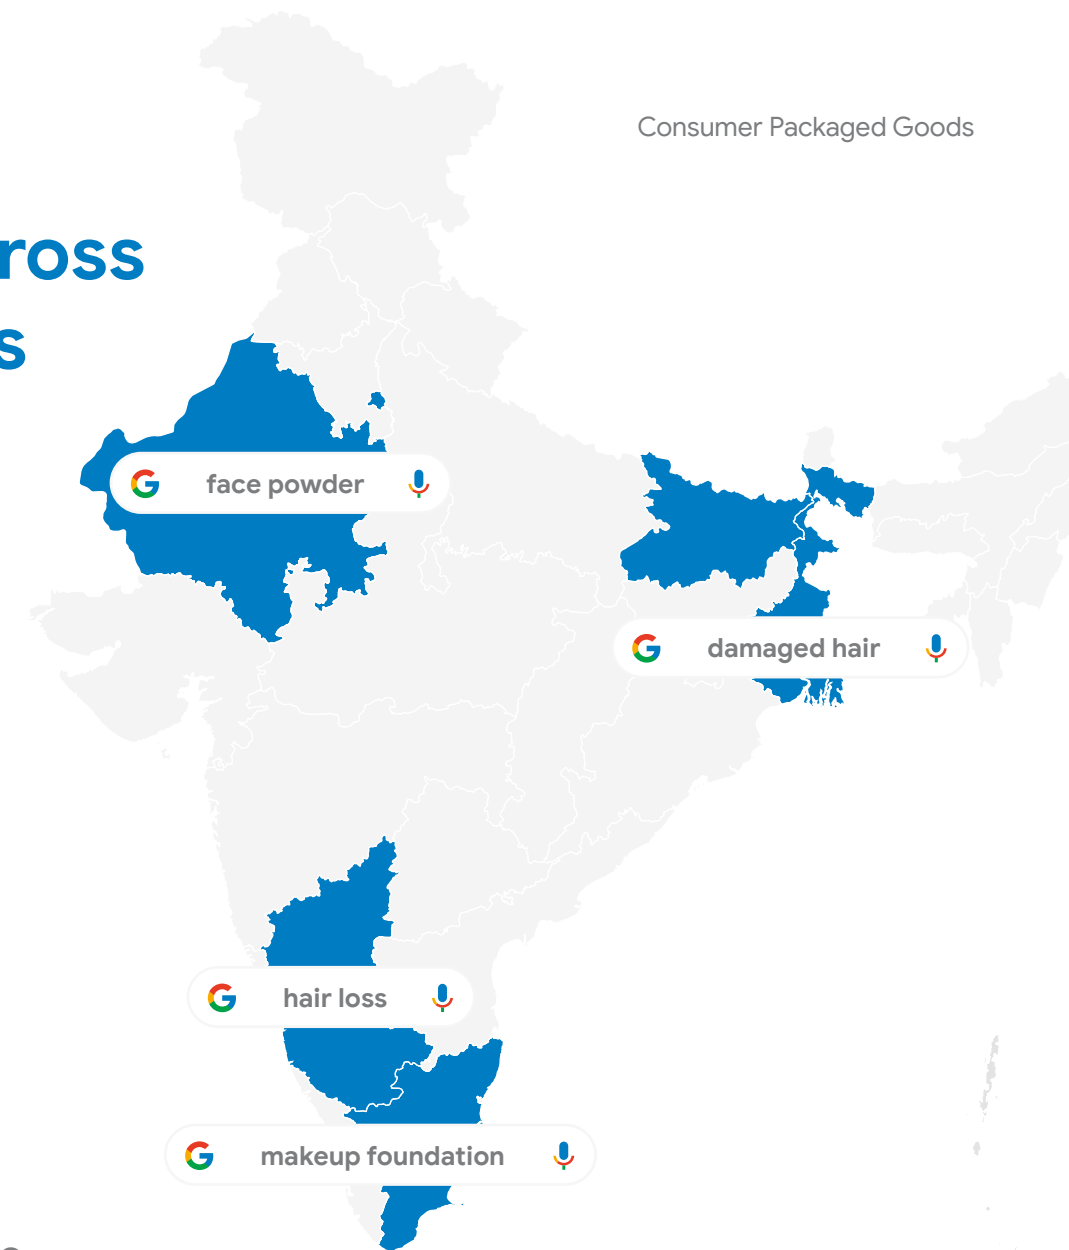 Consumer Packaged Goods
ross
s
face powder
damaged hair
hair loss
makeup foundation